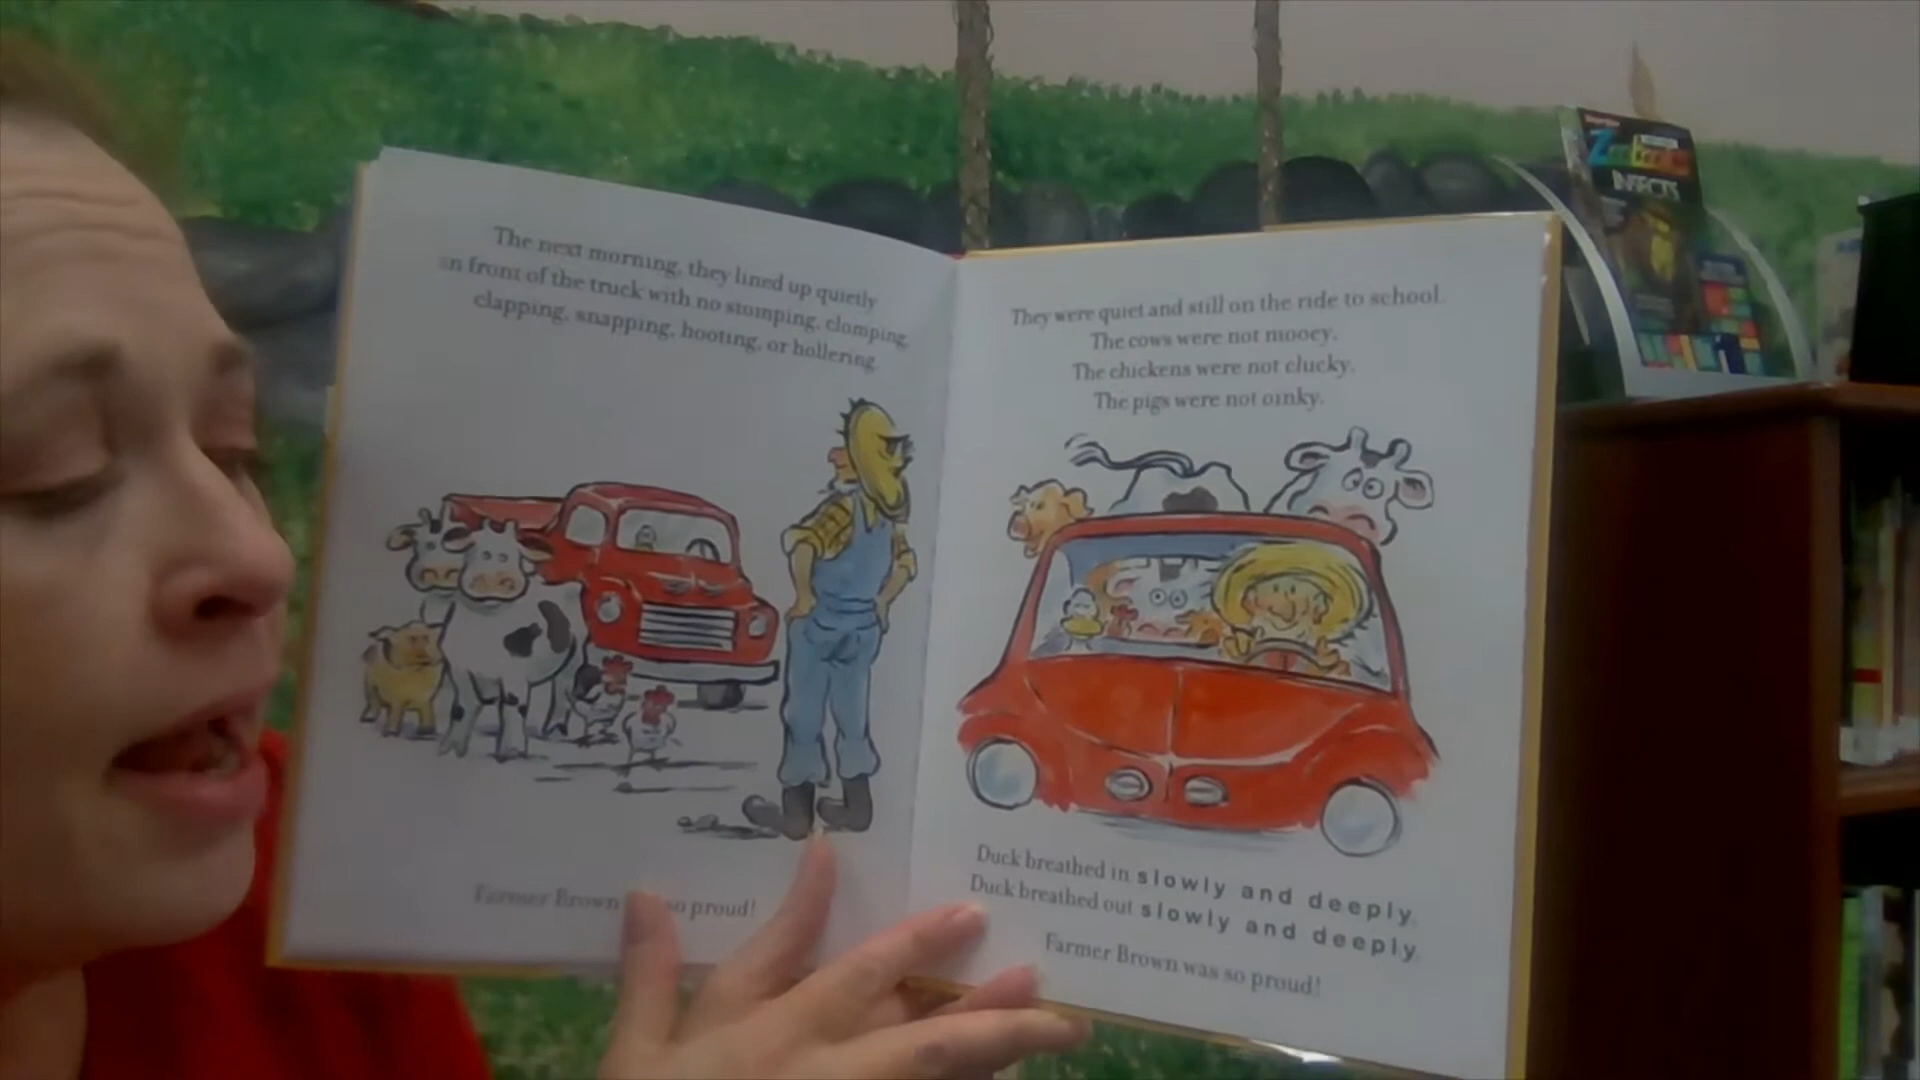 The next morning, they lined up quietly
in front of the truck with no stomping, clomping,
clapping, snapping, hooting, or hollering.
Farmer Brown so proud!
They were quiet and still on the ride to school.
The cows were not mooey.
The chickens were not clucky.
The pigs were not oinky.
Duck breathed in slowly and deeply.
Duck breathed out slowly and deeply.
Farmer Brown was so proud!
INSECTS